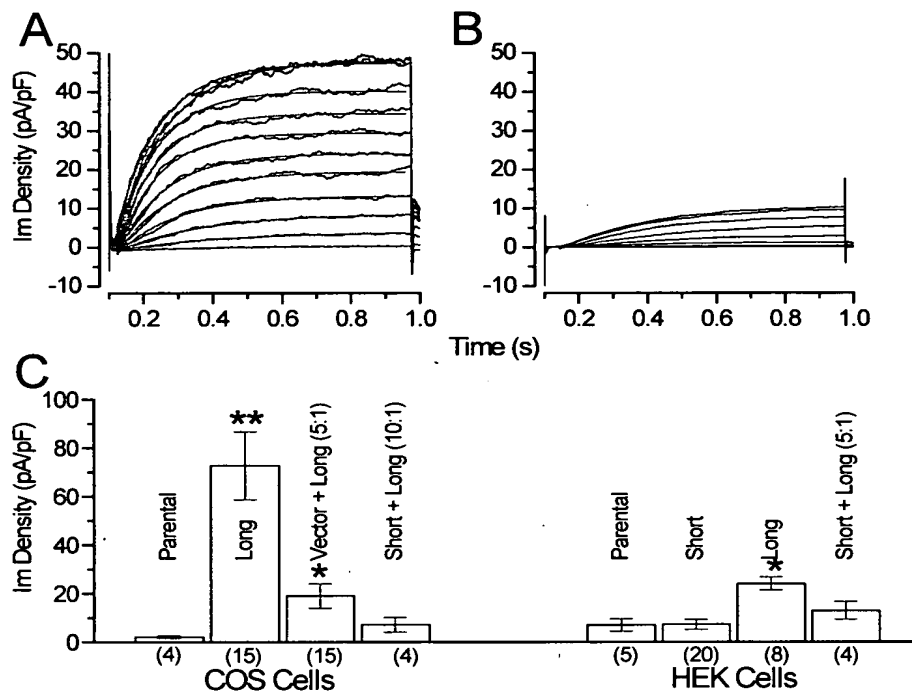 A
B
Im Density (pA/pF)
50
40
30
20
10
0
-10
0.2
0.4
0.6
0.8
1.0
50
40
30
20
10
0
-10
0.2
0.4
0.6
0.8
1.0
Time (s)
C
Im Density (pA/pF)
100
80
60
40
20
0
Parental
**
Long
Vector + Long (5:1)
*
Short + Long (10:1)
Parental
Short
Long
*
Short + Long (5:1)
(4)
(15)
(15)
(4)
(5)
(20)
(8)
(4)
COS Cells
HEK Cells